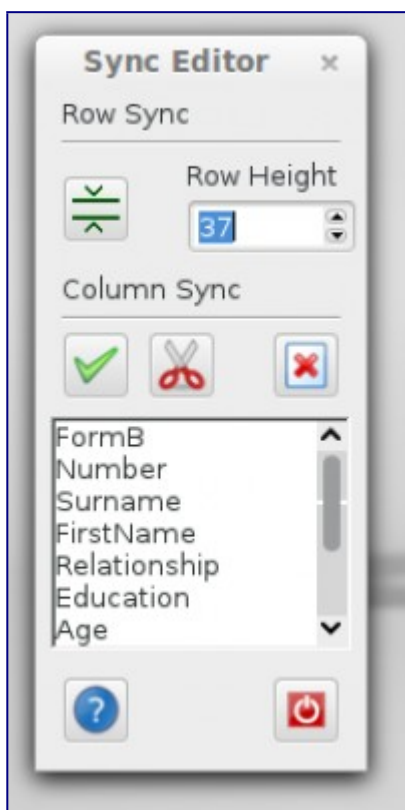 Sync Editor
Row Sync
Row Height
37
Column Sync
FormB
Number
Surname
FirstName
Relationship
Education
Age
?